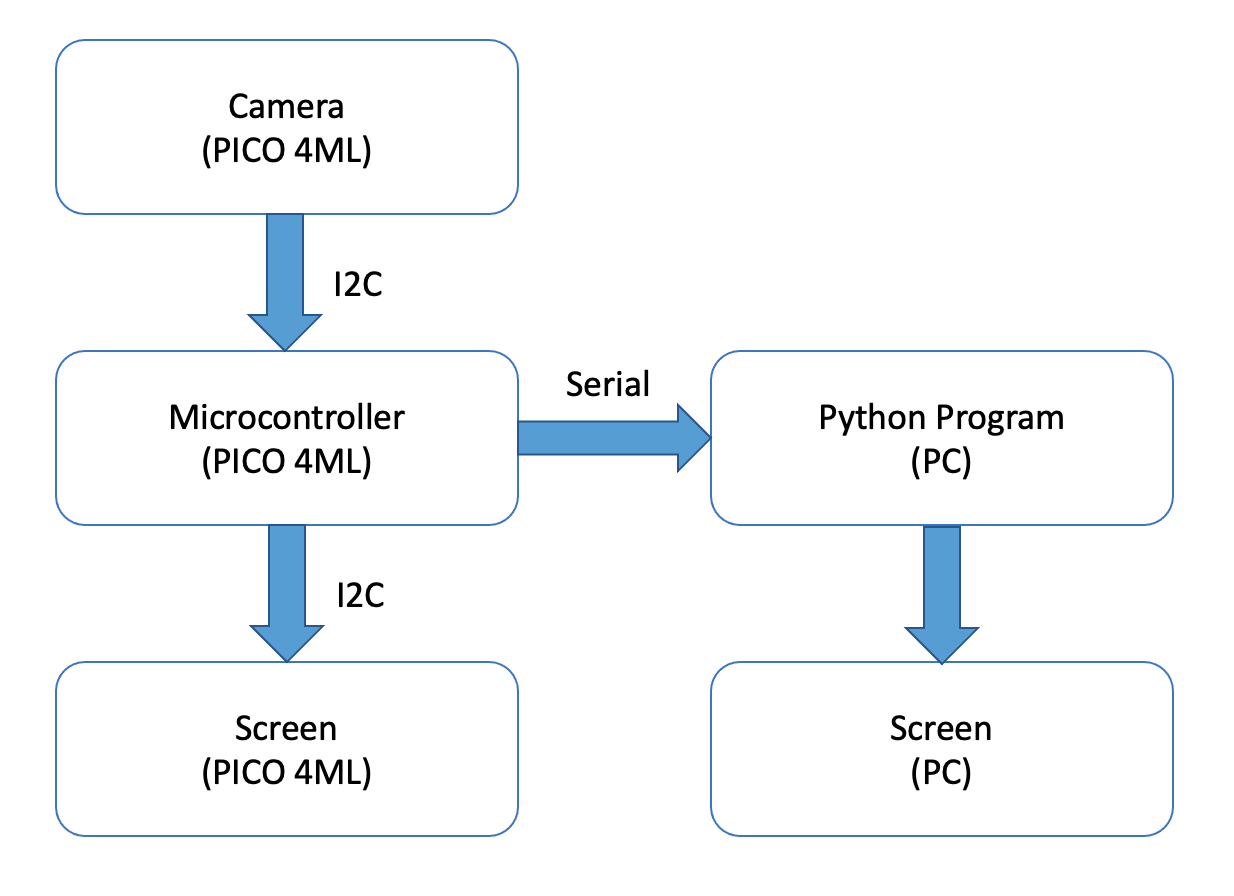 Camera
(PICO 4ML)
I2C
Microcontroller
(PICO 4ML)
Serial
Python Program
(PC)
I2C
Screen
(PICO 4ML)
Screen
(PC)